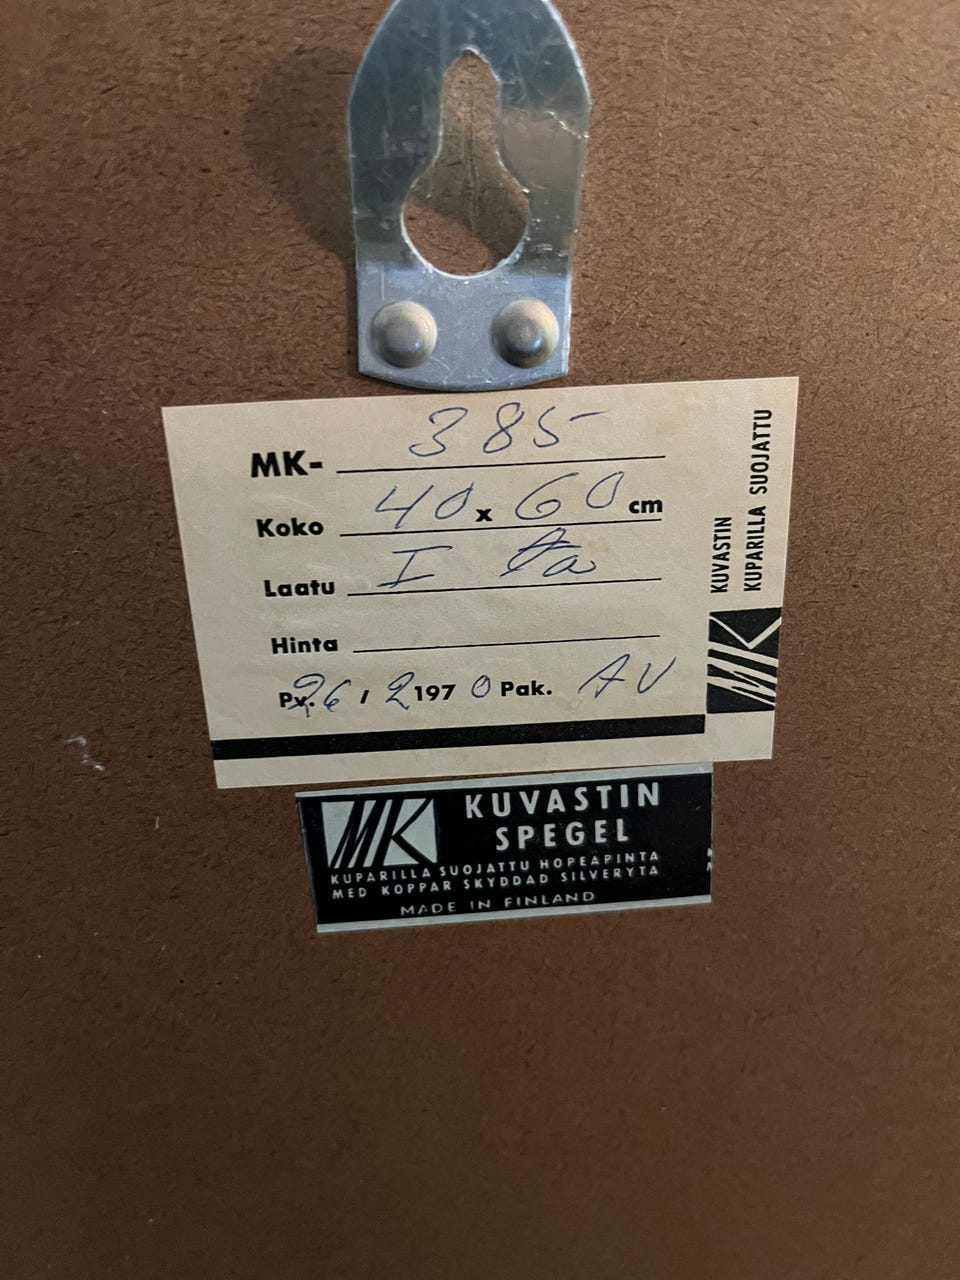 MK- 385-
Koko 40 x 60 cm
Laatu I
Hinta
Pv. 26 / 2 1970 Pak. AV
KUVASTIN
KUPARILLA SUOJATTU
MK
MK KUVASTIN
SPEGEL
KUPARILLA SUOJATTU HOPEAPINTA
MED KOPPAR SKYDDAD SILVERYTA
MADE IN FINLAND